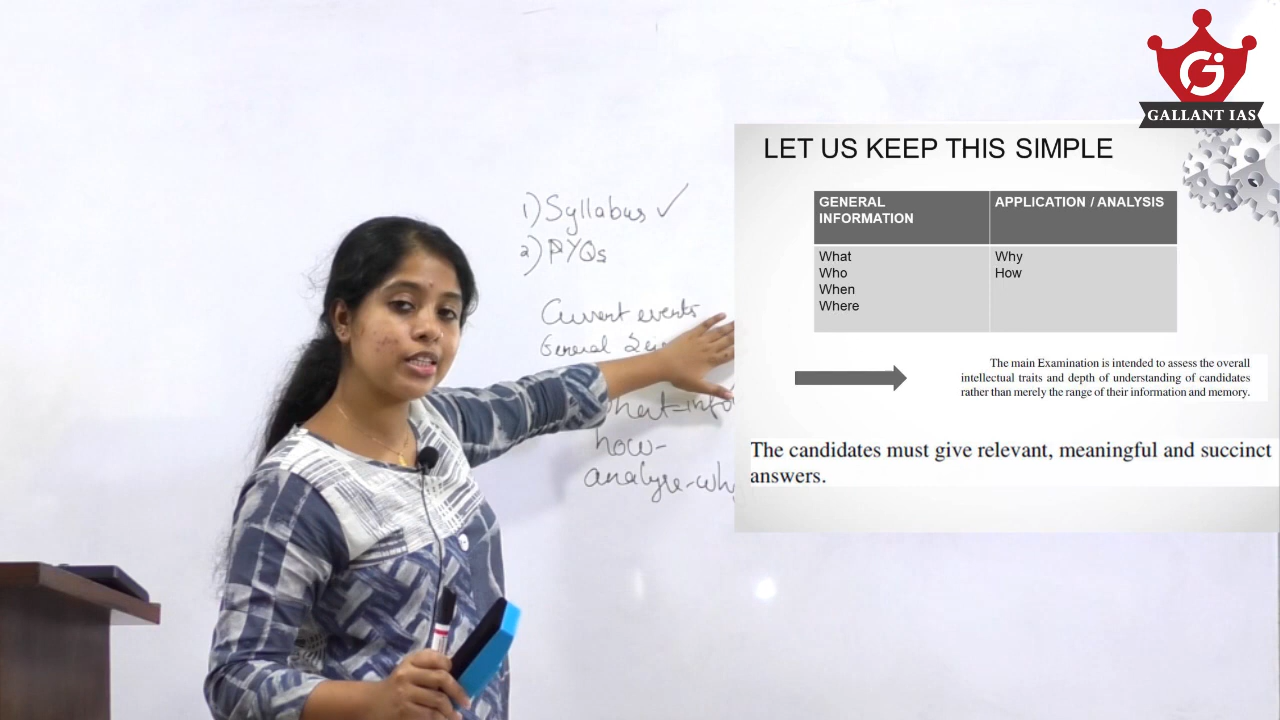 GALLANT IAS
LET US KEEP THIS SIMPLE
GENERAL INFORMATION
APPLICATION / ANALYSIS
What
Who
When
Where
Why
How
The main Examination is intended to assess the overall
intellectual traits and depth of understanding of candidates
rather than merely the range of their information and memory.
The candidates must give relevant, meaningful and succinct
answers.
1) Syllabus ✓
2) PYQs
Current events
General
how-
analyse-